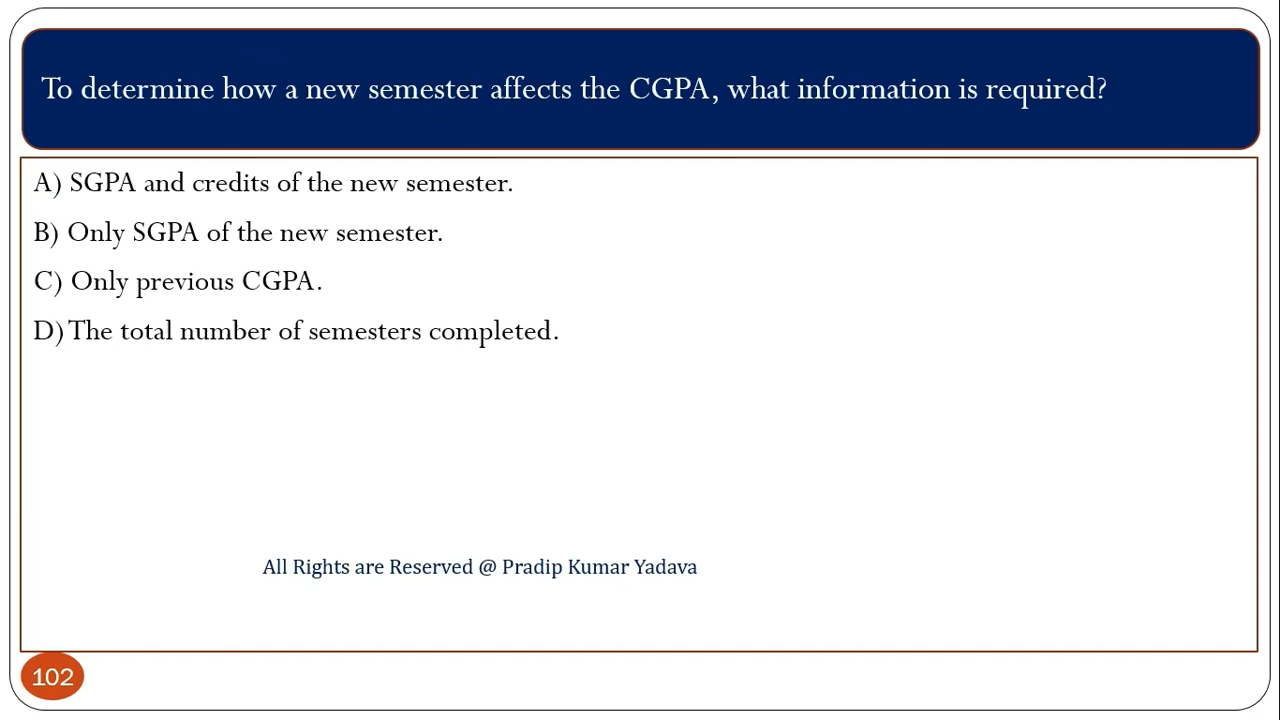 To determine how a new semester affects the CGPA, what information is required?
A) SGPA and credits of the new semester.
B) Only SGPA of the new semester.
C) Only previous CGPA.
D) The total number of semesters completed.
All Rights are Reserved @ Pradip Kumar Yadava
102